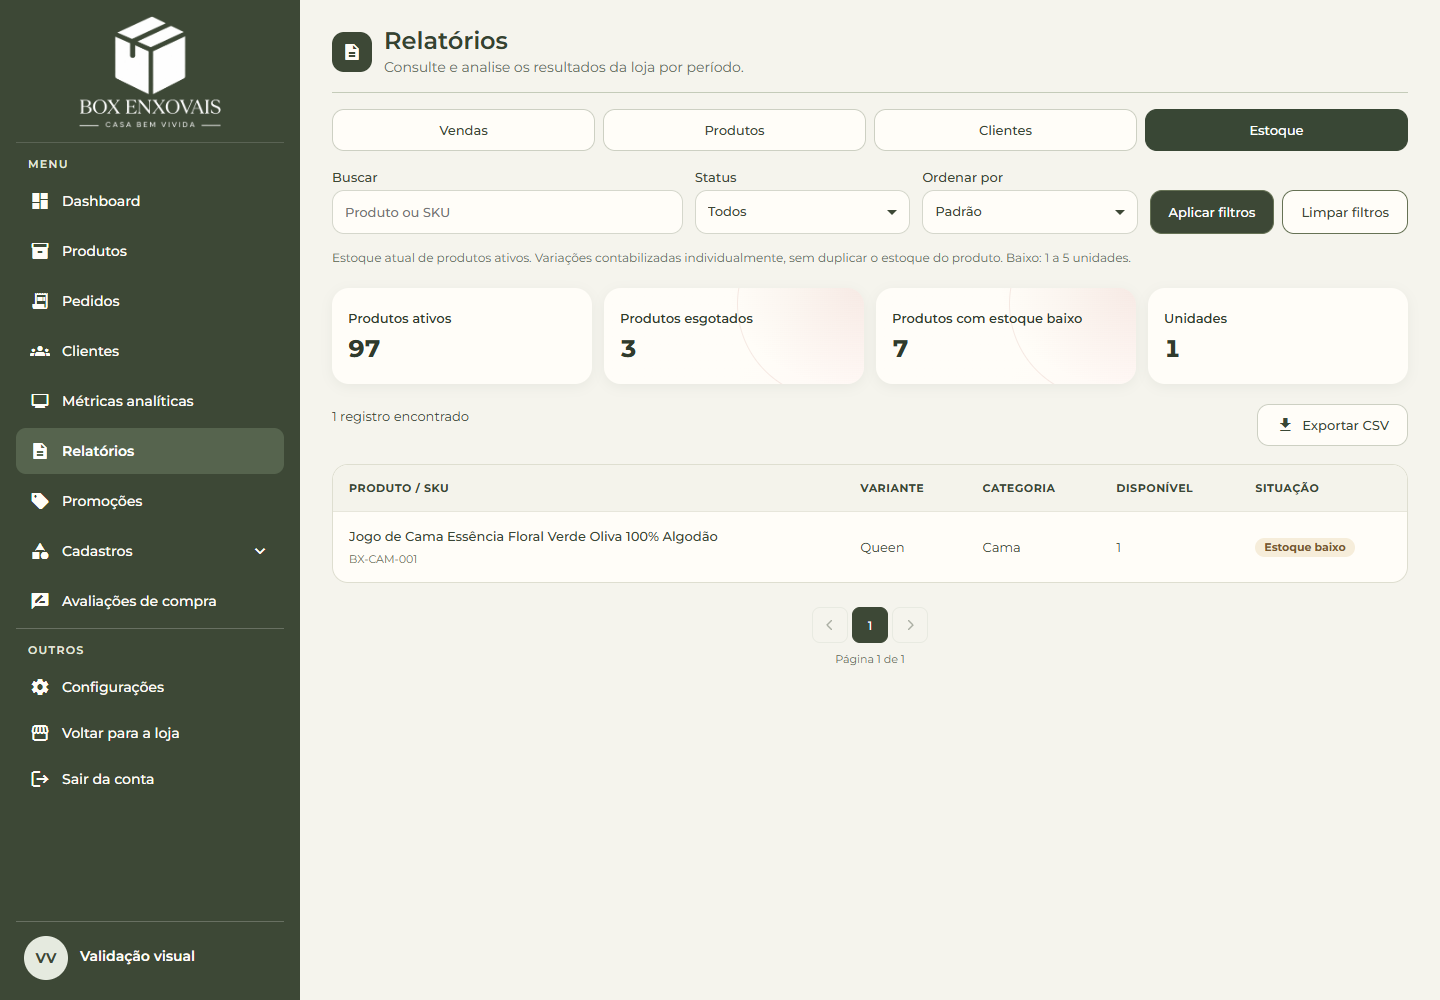 BOX ENXOVAIS
CASA BEM VIVIDA
MENU
Dashboard
Produtos
Pedidos
Clientes
Métricas analíticas
Relatórios
Promoções
Cadastros
Avaliações de compra
OUTROS
Configurações
Voltar para a loja
Sair da conta
VV
Validação visual
Relatórios
Consulte e analise os resultados da loja por período.
Vendas
Produtos
Clientes
Estoque
Buscar
Status
Ordenar por
Produto ou SKU
Todos
Padrão
Aplicar filtros
Limpar filtros
Estoque atual de produtos ativos. Variações contabilizadas individualmente, sem duplicar o estoque do produto. Baixo: 1 a 5 unidades.
Produtos ativos
97
Produtos esgotados
3
Produtos com estoque baixo
7
Unidades
1
1 registro encontrado
Exportar CSV
PRODUTO / SKU VARIANTE CATEGORIA DISPONÍVEL SITUAÇÃO
Jogo de Cama Essência Floral Verde Oliva 100% Algodão
BX-CAM-001
Queen Cama 1 Estoque baixo
1
Página 1 de 1